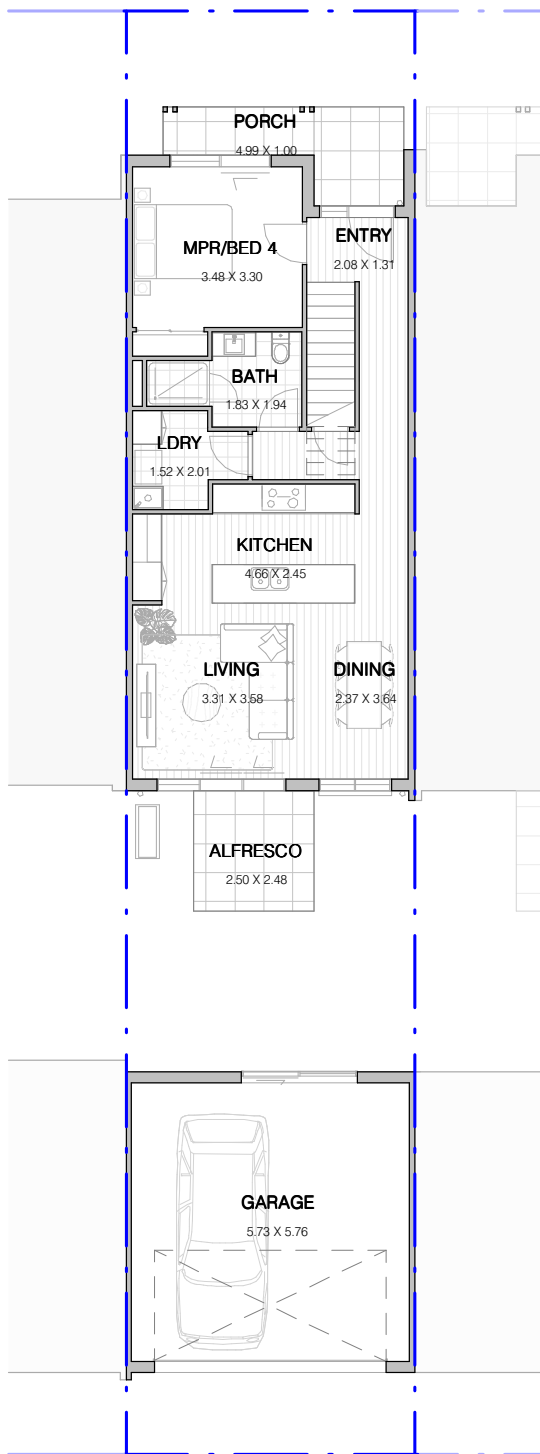 PORCH
4.99 X 1.00
ENTRY
2.08 X 1.31
MPR/BED 4
3.48 X 3.30
BATH
1.83 X 1.94
LDRY
1.52 X 2.01
KITCHEN
4.66 X 2.45
LIVING
3.31 X 3.58
DINING
2.37 X 3.64
ALFRESCO
2.50 X 2.48
GARAGE
5.73 X 5.76